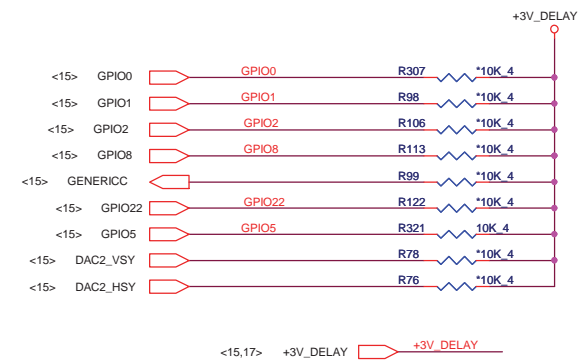 +3V_DELAY
<15> GPIO0 GPIO0 R307 *10K_4
<15> GPIO1 GPIO1 R98 *10K_4
<15> GPIO2 GPIO2 R106 *10K_4
<15> GPIO8 GPIO8 R113 *10K_4
<15> GENERICC R99 *10K_4
<15> GPIO22 GPIO22 R122 *10K_4
<15> GPIO5 GPIO5 R321 10K_4
<15> DAC2_VSY R78 *10K_4
<15> DAC2_HSY R76 *10K_4
<15,17> +3V_DELAY +3V_DELAY